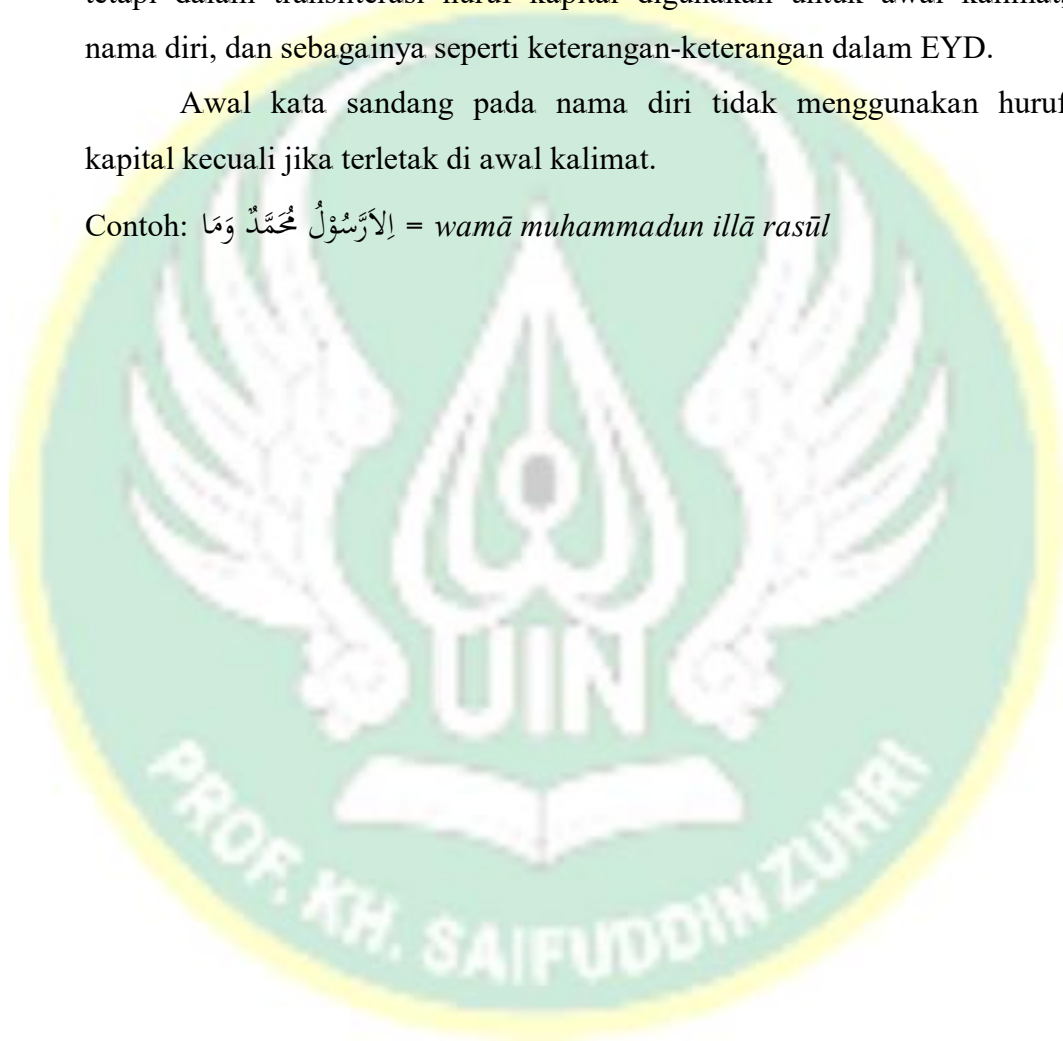 tetapi dalam transliterasi huruf kapital digunakan untuk awal kalimat,
nama diri, dan sebagainya seperti keterangan-keterangan dalam EYD.
Awal kata sandang pada nama diri tidak menggunakan huruf
kapital kecuali jika terletak di awal kalimat.
Contoh: اِلاَرَّسُوْلُ مُحَمَّدٌ وَمَا = wamā muhammadun illā rasūl
UIN
PROF. KH. SAIFUDDIN ZUHRI